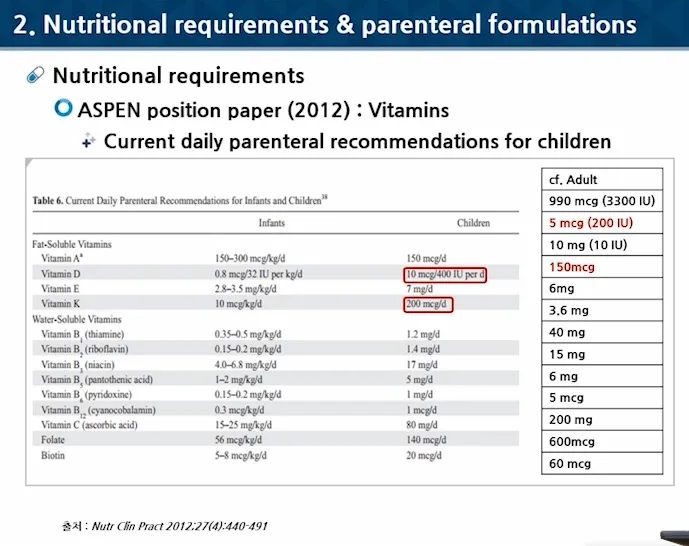 2. Nutritional requirements & parenteral formulations
Nutritional requirements
ASPEN position paper (2012) : Vitamins
Current daily parenteral recommendations for children
Table 6. Current Daily Parenteral Recommendations for Infants and Children38
Infants Children
Fat-Soluble Vitamins
Vitamin Aa 150–300 mcg/kg/d 150 mcg/d
Vitamin D 0.8 mcg/32 IU per kg/d 10 mcg/400 IU per d
Vitamin E 2.8–3.5 mg/kg/d 7 mg/d
Vitamin K 10 mcg/kg/d 200 mcg/d
Water-Soluble Vitamins
Vitamin B1 (thiamine) 0.35–0.5 mg/kg/d 1.2 mg/d
Vitamin B2 (riboflavin) 0.15–0.2 mg/kg/d 1.4 mg/d
Vitamin B3 (niacin) 4.0–6.8 mg/kg/d 17 mg/d
Vitamin B5 (pantothenic acid) 1–2 mg/kg/d 5 mg/d
Vitamin B6 (pyridoxine) 0.15–0.2 mg/kg/d 1 mg/d
Vitamin B12 (cyanocobalamin) 0.3 mcg/kg/d 1 mcg/d
Vitamin C (ascorbic acid) 15–25 mg/kg/d 80 mg/d
Folate 56 mcg/kg/d 140 mcg/d
Biotin 5–8 mcg/kg/d 20 mcg/d
cf. Adult
990 mcg (3300 IU)
5 mcg (200 IU)
10 mg (10 IU)
150mcg
6mg
3.6 mg
40 mg
15 mg
6 mg
5 mcg
200 mg
600mcg
60 mcg
출처 : Nutr Clin Pract 2012;27(4):440-491